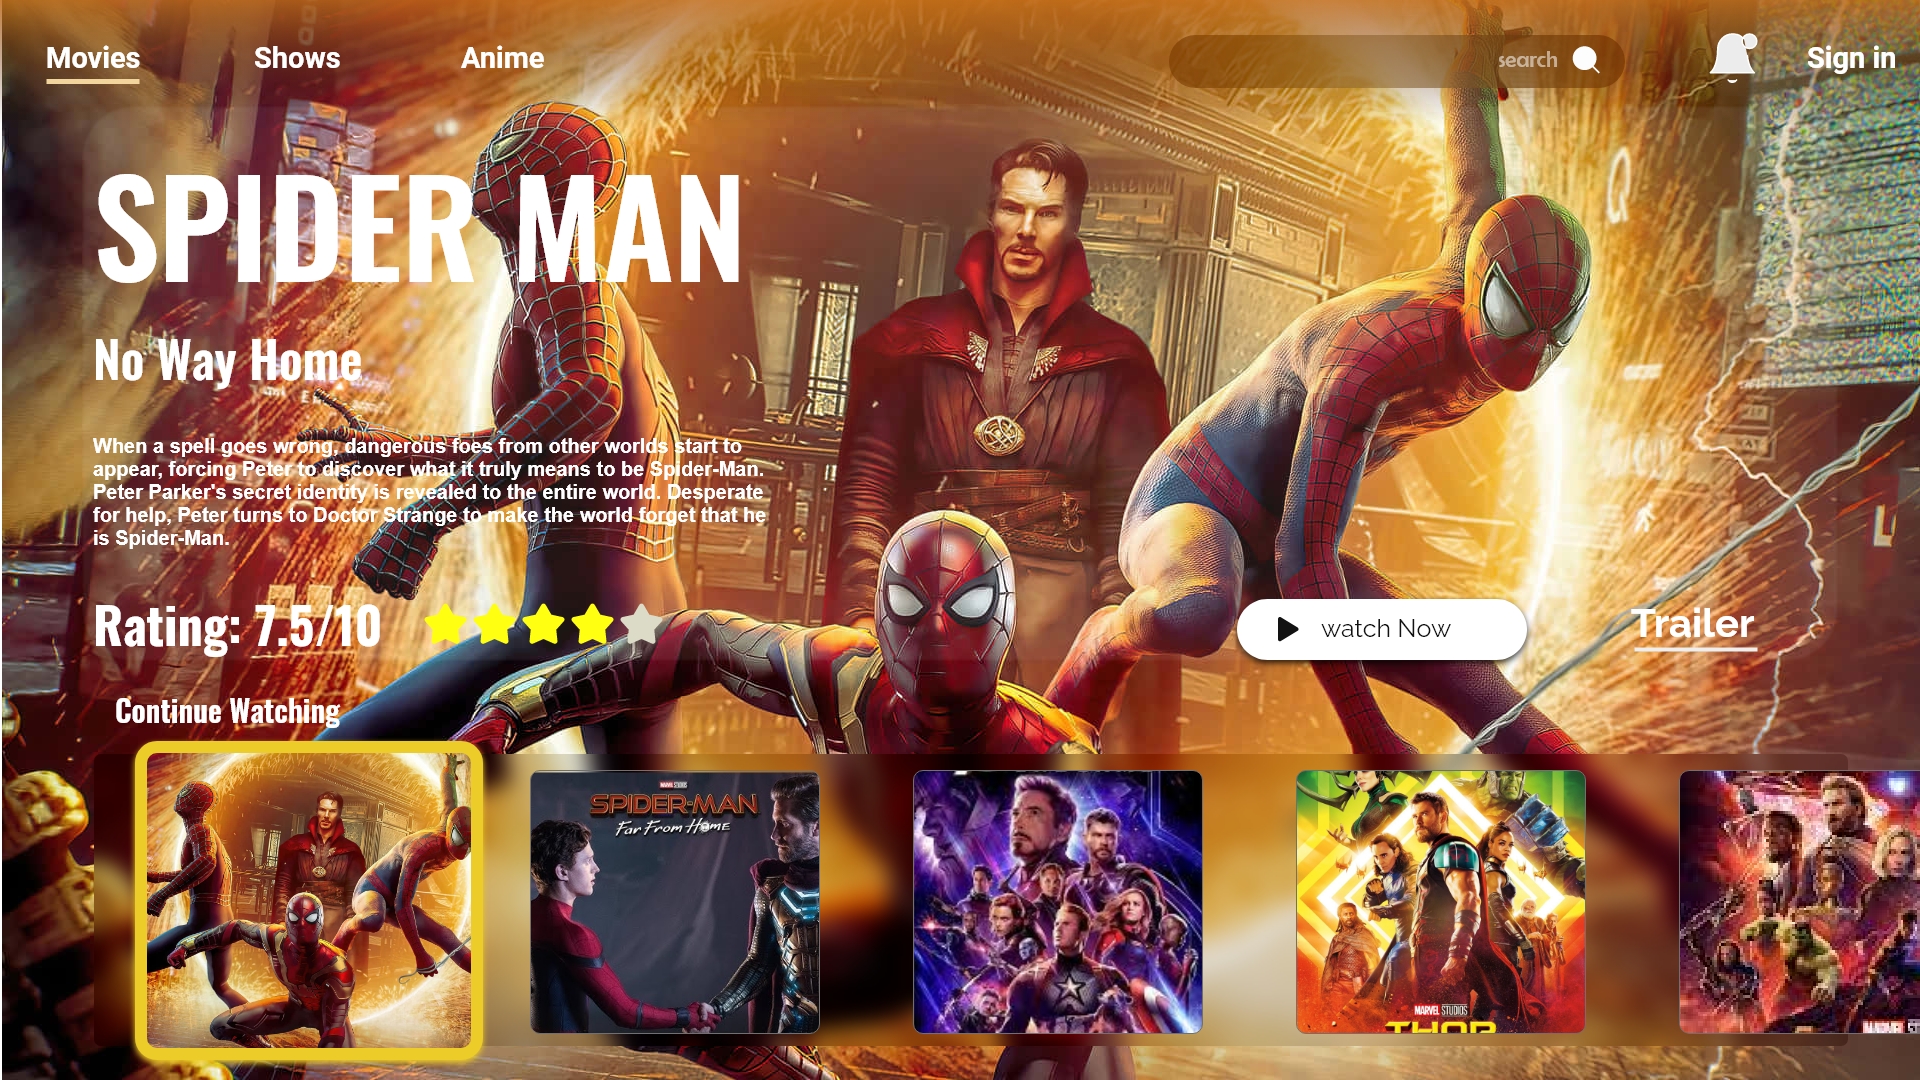 Movies
Shows
Anime
search
Sign in
SPIDER MAN
No Way Home
When a spell goes wrong, dangerous foes from other worlds start to
appear, forcing Peter to discover what it truly means to be Spider-Man.
Peter Parker's secret identity is revealed to the entire world. Desperate
for help, Peter turns to Doctor Strange to make the world forget that he
is Spider-Man.
Rating: 7.5/10
watch Now
Trailer
Continue Watching
MARVEL STUDIOS
SPIDER-MAN
Far From Home
MARVEL STUDIOS
THOR